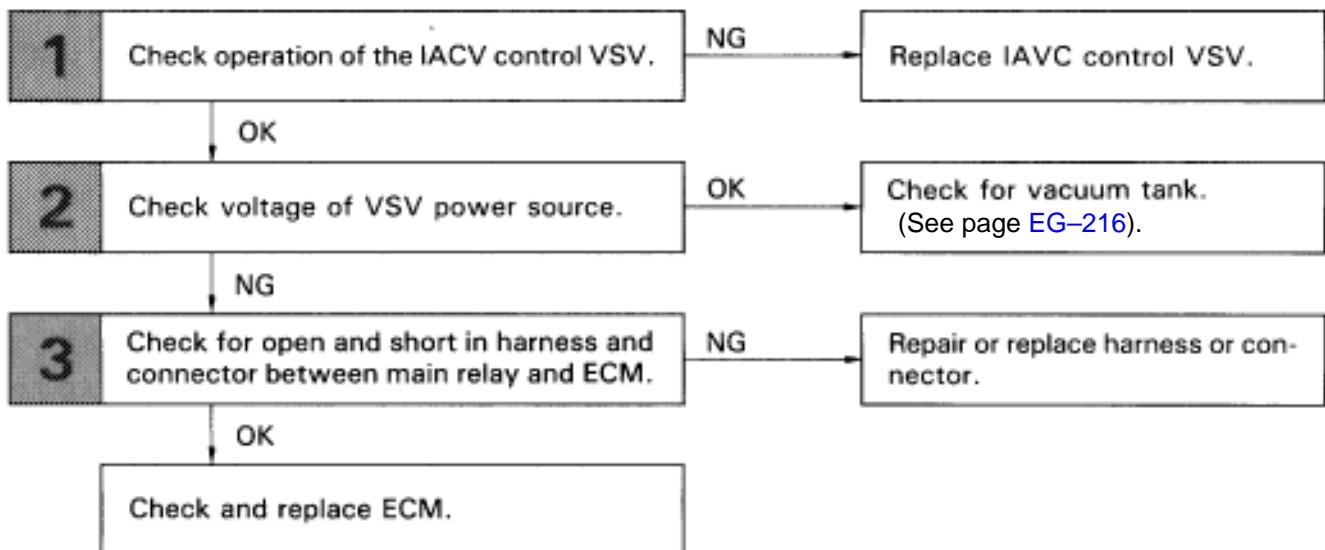 1
Check operation of the IACV control VSV.
NG
Replace IAVC control VSV.
OK
2
Check voltage of VSV power source.
OK
Check for vacuum tank.
(See page EG–216).
NG
3
Check for open and short in harness and
connector between main relay and ECM.
NG
Repair or replace harness or con-
nector.
OK
Check and replace ECM.